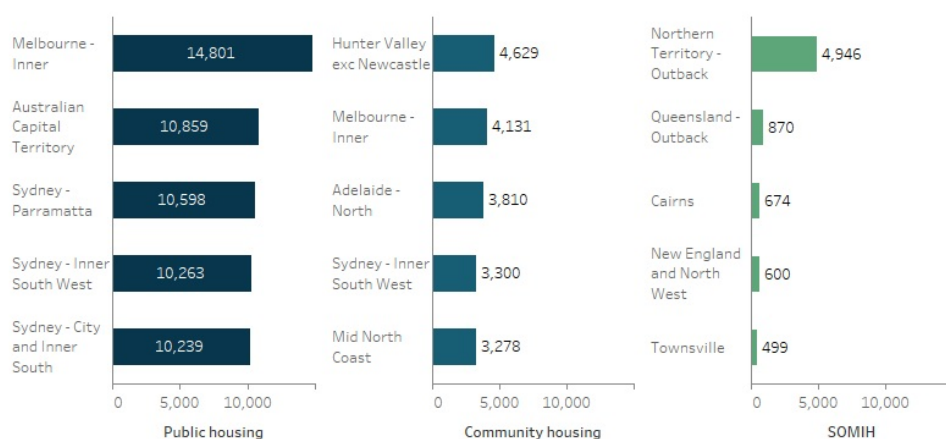 Melbourne -
Inner
14,801
Australian
Capital
Territory
10,859
Sydney -
Parramatta
10,598
Sydney - Inner
South West
10,263
Sydney - City
and Inner
South
10,239
0
5,000
10,000
Public housing
Hunter Valley
exc Newcastle
4,629
Melbourne -
Inner
4,131
Adelaide -
North
3,810
Sydney - Inner
South West
3,300
Mid North
Coast
3,278
0
5,000
10,000
Community housing
Northern
Territory -
Outback
4,946
Queensland -
Outback
870
Cairns
674
New England
and North
West
600
Townsville
499
0
5,000
10,000
SOMIH